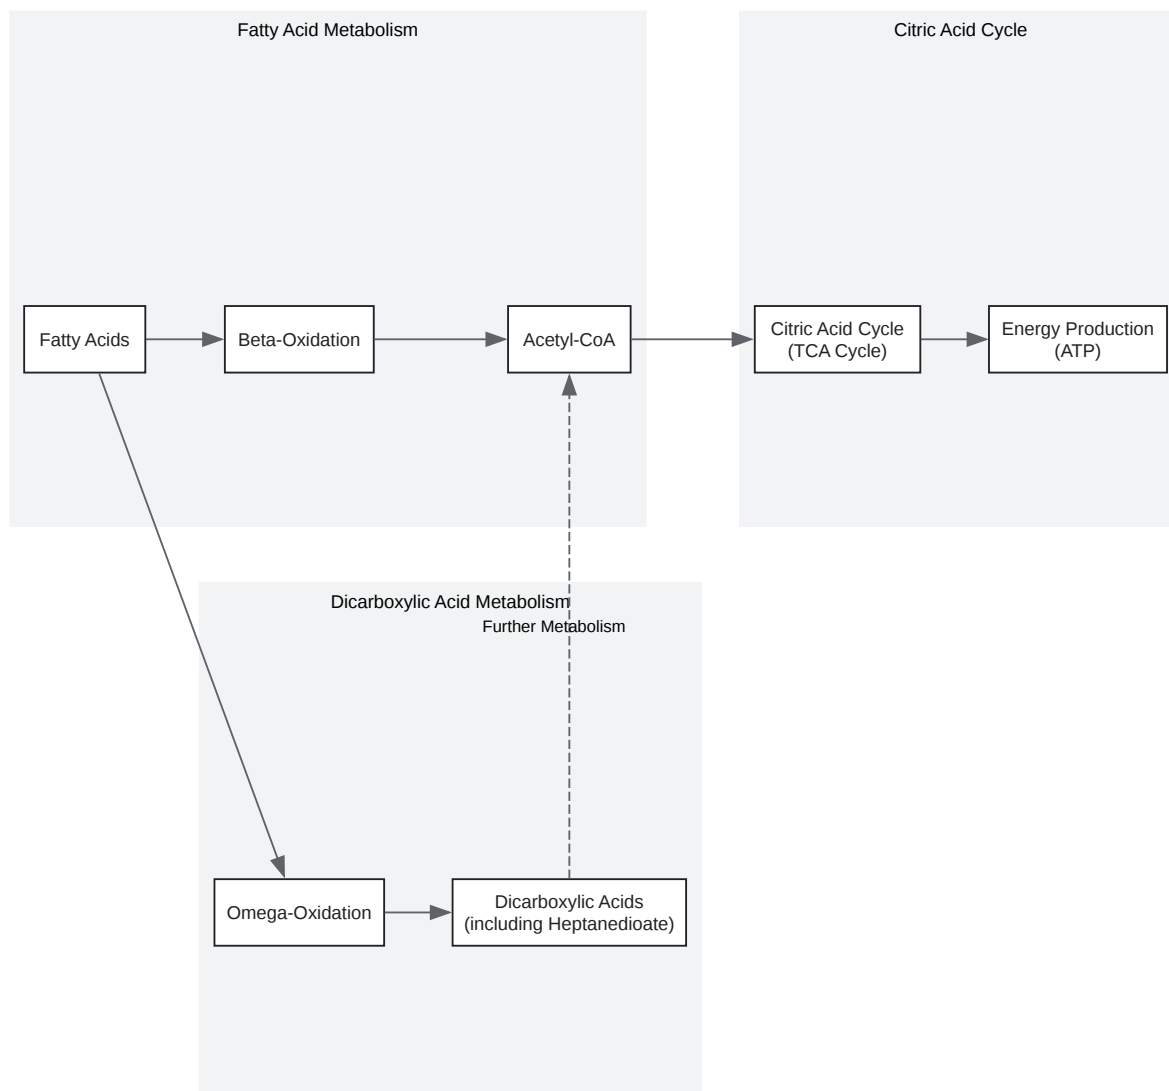 Fatty Acid Metabolism
Citric Acid Cycle
Fatty Acids
Beta-Oxidation
Acetyl-CoA
Citric Acid Cycle
(TCA Cycle)
Energy Production
(ATP)
Dicarboxylic Acid Metabolism
Further Metabolism
Omega-Oxidation
Dicarboxylic Acids
(including Heptanedioate)